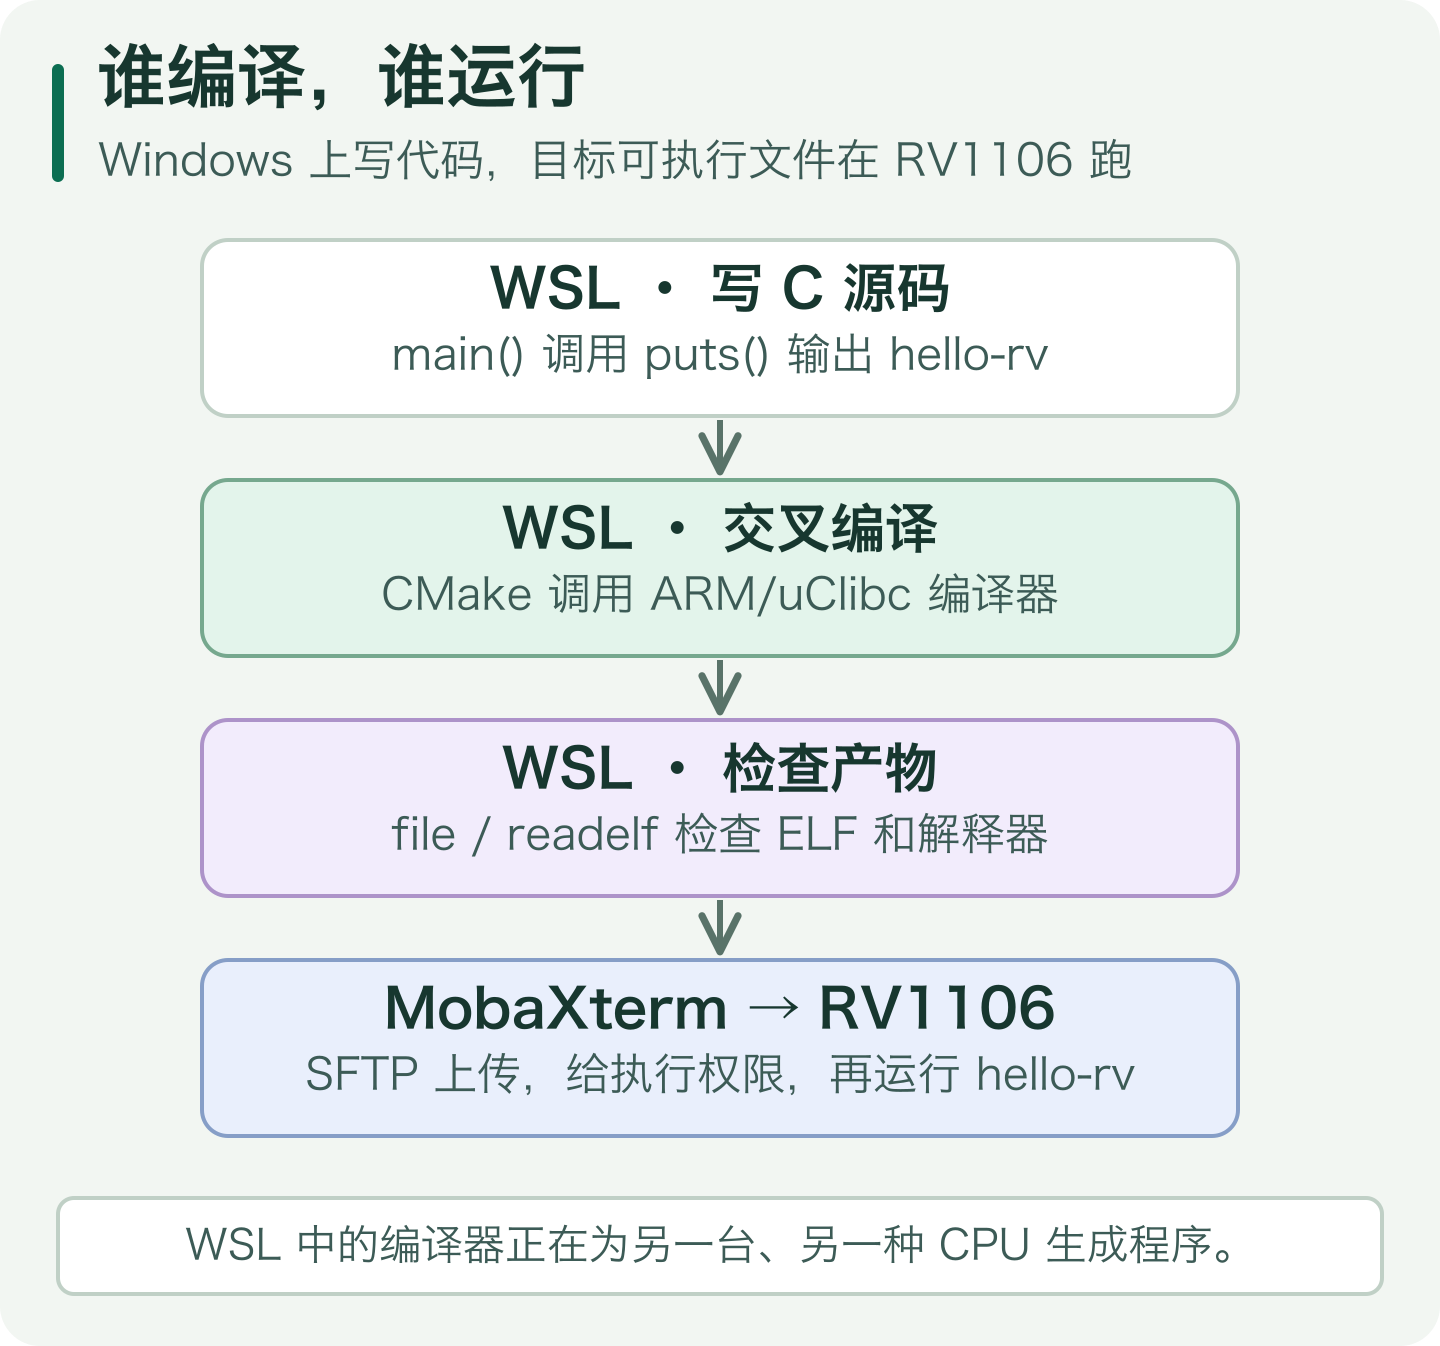 谁编译，谁运行
Windows 上写代码，目标可执行文件在 RV1106 跑
WSL · 写 C 源码
main() 调用 puts() 输出 hello-rv
WSL · 交叉编译
CMake 调用 ARM/uClibc 编译器
WSL · 检查产物
file / readelf 检查 ELF 和解释器
MobaXterm → RV1106
SFTP 上传，给执行权限，再运行 hello-rv
WSL 中的编译器正在为另一台、另一种 CPU 生成程序。